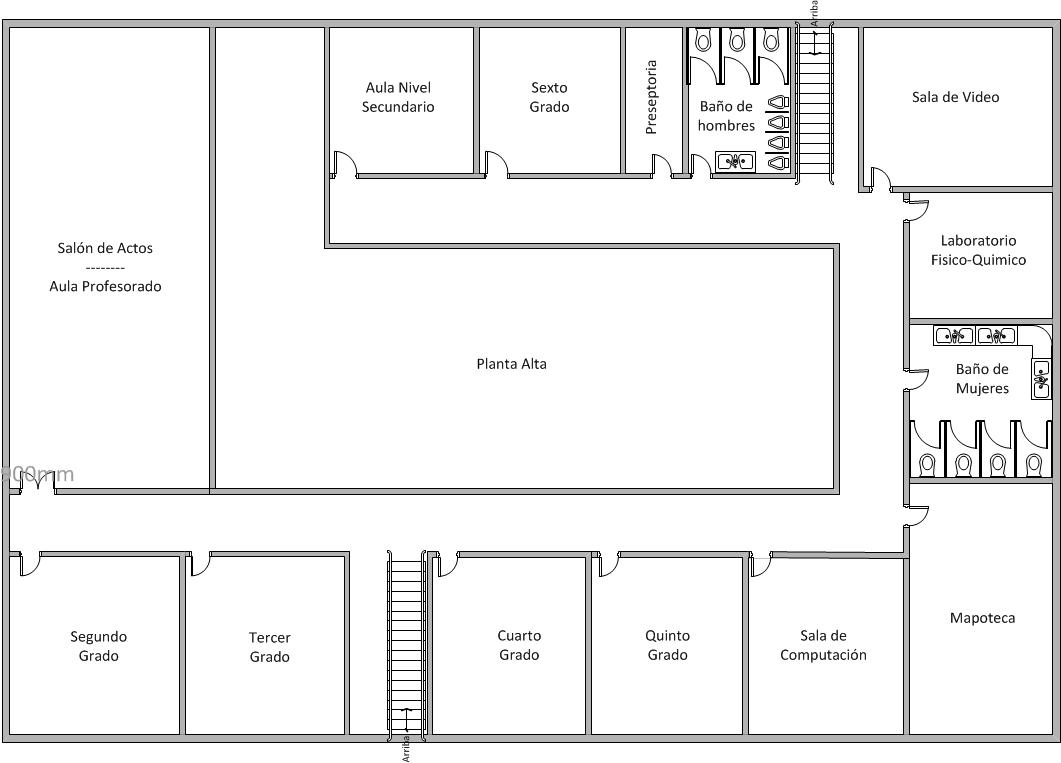 Arriba
Aula Nivel
Secundario
Sexto
Grado
Preseptoria
Baño de
hombres
Sala de Video
Salón de Actos
--------
Aula Profesorado
Laboratorio
Fisico-Quimico
Planta Alta
Baño de
Mujeres
900mm
Segundo
Grado
Tercer
Grado
Cuarto
Grado
Quinto
Grado
Sala de
Computación
Mapoteca
Arriba